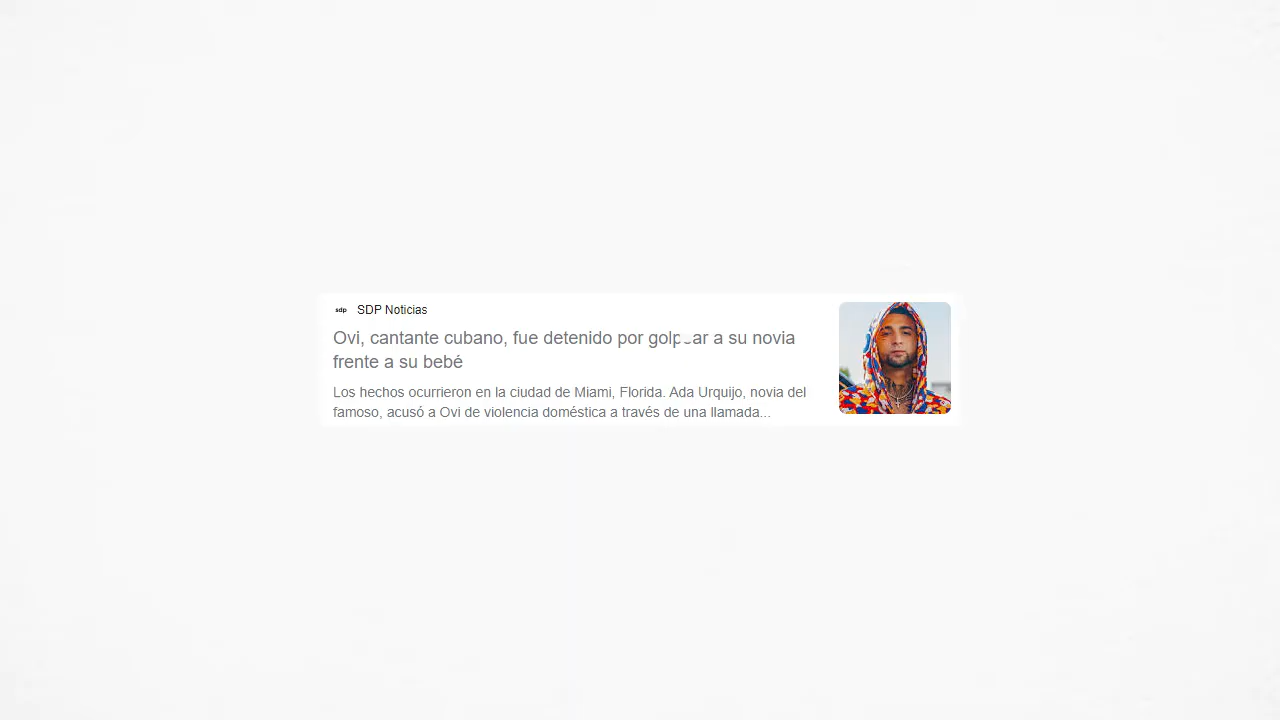 sdp SDP Noticias
Ovi, cantante cubano, fue detenido por golpear a su novia
frente a su bebé
Los hechos ocurrieron en la ciudad de Miami, Florida. Ada Urquijo, novia del
famoso, acusó a Ovi de violencia doméstica a través de una llamada...